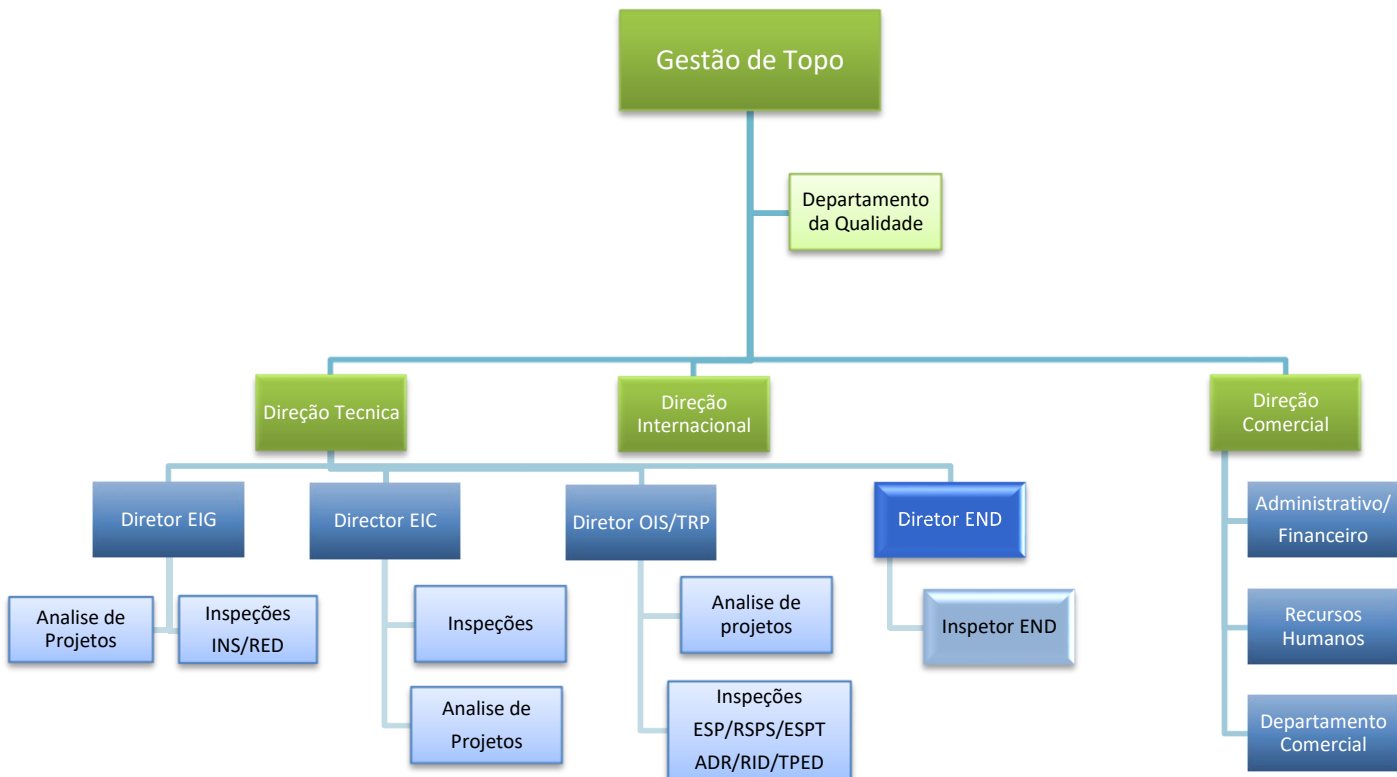 Gestão de Topo
Departamento
da Qualidade
Direção Tecnica
Direção
Internacional
Direção
Comercial
Diretor EIG
Director EIC
Diretor OIS/TRP
Diretor END
Administrativo/
Financeiro
Analise de
Projetos
Inspeções
INS/RED
Inspeções
Analise de
projetos
Inspetor END
Recursos
Humanos
Analise de
Projetos
Inspeções
ESP/RSPS/ESPT
ADR/RID/TPED
Departamento
Comercial